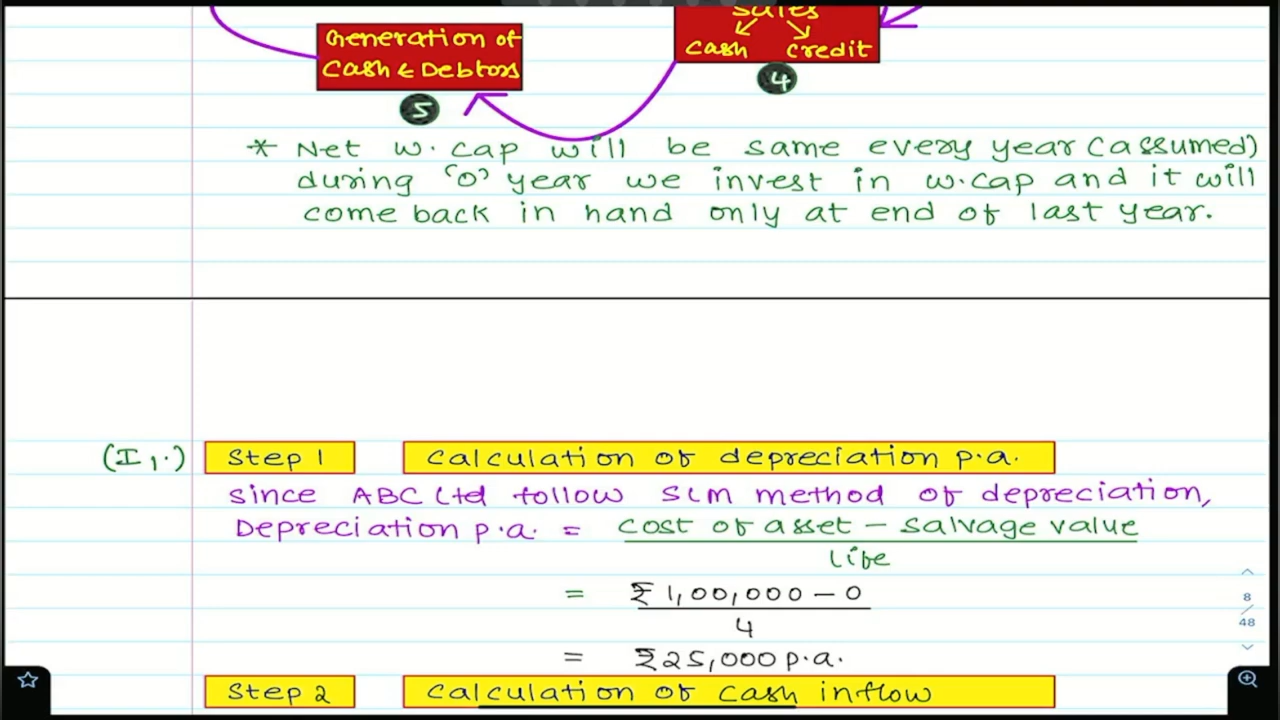 Sales
Generation of
Cash & Debtors
Cash credit
4
5
* Net w.cap will be same every year (assumed)
during '0' year we invest in w.cap and it will
come back in hand only at end of last year.
(I,.) Step 1 Calculation of depreciation p.a.
Since ABC Ltd follow SLM method of depreciation,
Depreciation p.a. = cost of asset - salvage value
life
= ₹1,00,000 - 0
4
= ₹25,000 p.a.
Step 2 Calculation of cash inflow
8
/
48